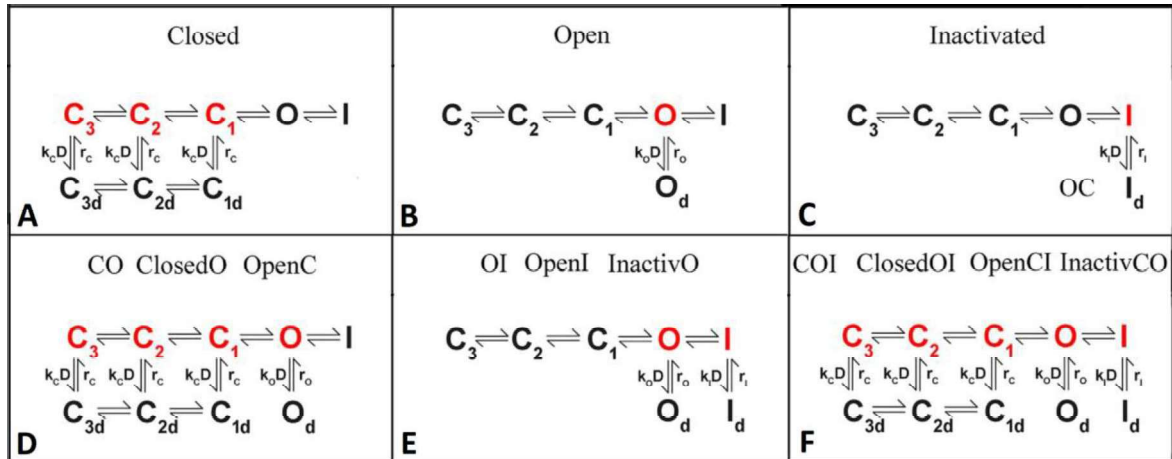 Closed
C3 C2 C1 O I
kcD rc kcD rc kcD rc
C3d C2d C1d
A
Open
C3 C2 C1 O I
koD ro
Od
B
Inactivated
C3 C2 C1 O I
kID rI
OC Id
C
CO ClosedO OpenC
C3 C2 C1 O I
kcD rc kcD rc kcD rc koD ro
C3d C2d C1d Od
D
OI OpenI InactivO
C3 C2 C1 O I
koD ro kID rI
Od Id
E
COI ClosedOI OpenCI InactivCO
C3 C2 C1 O I
kcD rc kcD rc kcD rc koD ro kID rI
C3d C2d C1d Od Id
F